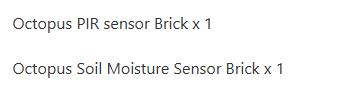 Octopus PIR sensor Brick x 1
Octopus Soil Moisture Sensor Brick x 1